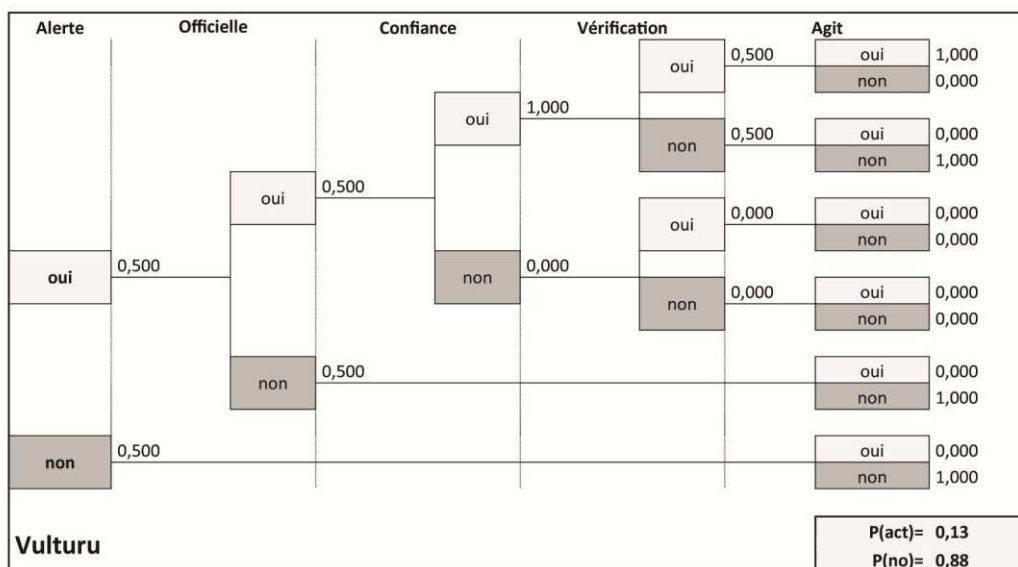 Alerte Officielle Confiance Vérification Agit
oui 0,500 oui 1,000
non 0,000
oui 1,000
non 0,500 oui 0,000
non 1,000
oui 0,500
oui 0,000 oui 0,000
non 0,000
oui 0,500
non 0,000
non 0,000 oui 0,000
non 0,000
non 0,500 oui 0,000
non 1,000
non 0,500 oui 0,000
non 1,000
Vulturu
P(act)= 0,13
P(no)= 0,88